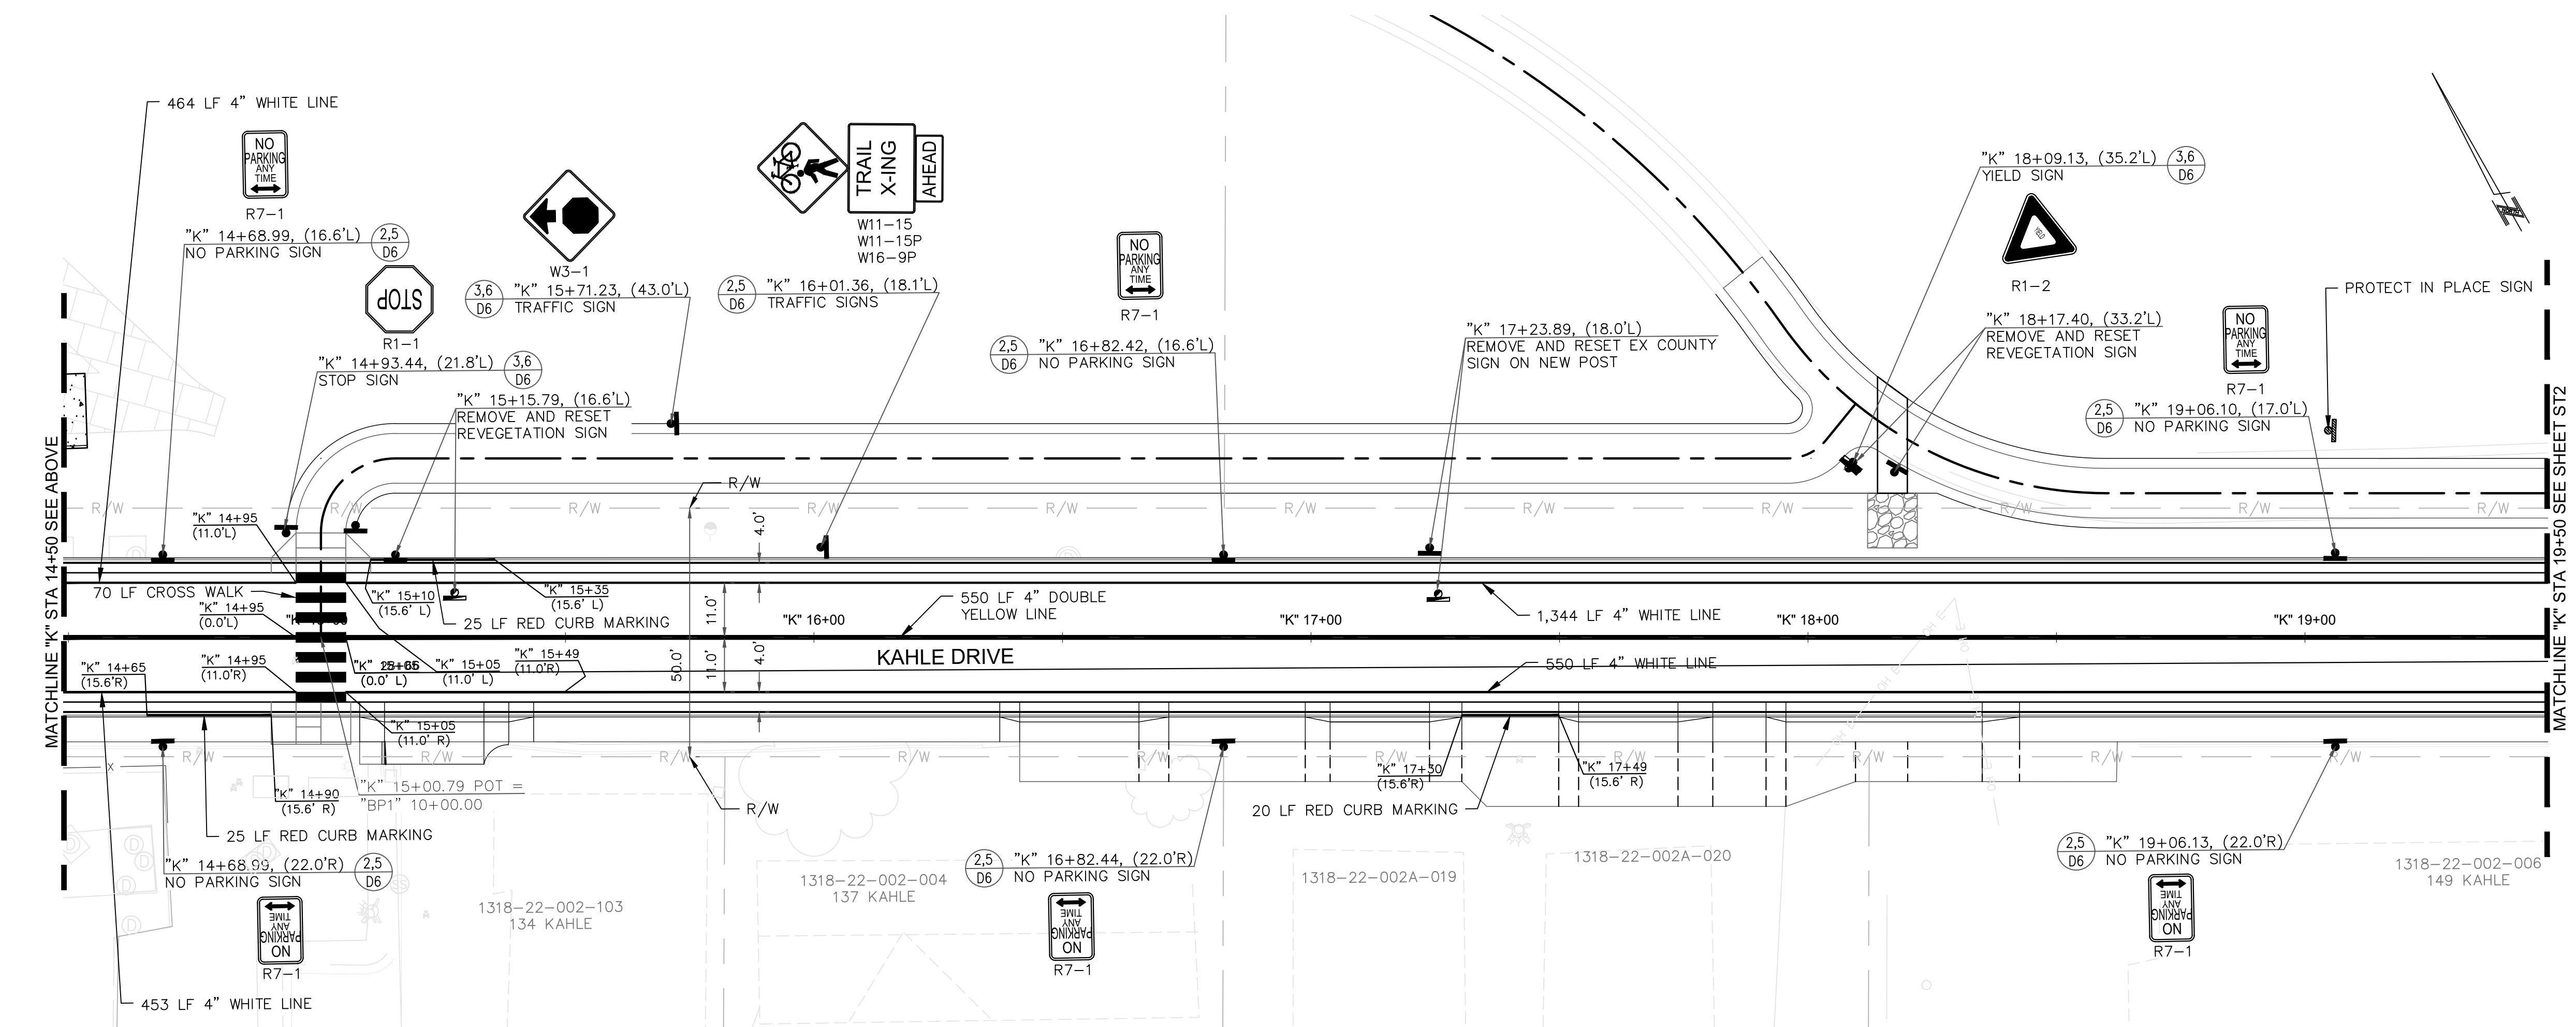 464 LF 4" WHITE LINE
NO
PARKING
ANY
TIME
R7-1
"K" 14+68.99, (16.6'L)
NO PARKING SIGN
2,5
D6
STOP
R1-1
"K" 14+93.44, (21.8'L)
STOP SIGN
3,6
D6
W3-1
3,6
D6
"K" 15+71.23, (43.0'L)
TRAFFIC SIGN
"K" 15+15.79, (16.6'L)
REMOVE AND RESET
REVEGETATION SIGN
TRAIL
X-ING
AHEAD
W11-15
W11-15P
W16-9P
2,5
D6
"K" 16+01.36, (18.1'L)
TRAFFIC SIGNS
NO
PARKING
ANY
TIME
R7-1
2,5
D6
"K" 16+82.42, (16.6'L)
NO PARKING SIGN
"K" 17+23.89, (18.0'L)
REMOVE AND RESET EX COUNTY
SIGN ON NEW POST
"K" 18+09.13, (35.2'L)
YIELD SIGN
3,6
D6
YIELD
R1-2
"K" 18+17.40, (33.2'L)
REMOVE AND RESET
REVEGETATION SIGN
PROTECT IN PLACE SIGN
NO
PARKING
ANY
TIME
R7-1
2,5
D6
"K" 19+06.10, (17.0'L)
NO PARKING SIGN
MATCHLINE "K" STA 14+50 SEE ABOVE
MATCHLINE "K" STA 19+50 SEE SHEET ST2
R/W
R/W
R/W
R/W
R/W
R/W
R/W
R/W
R/W
R/W
R/W
R/W
"K" 14+95
(11.0'L)
70 LF CROSS WALK
"K" 14+95
(0.0'L)
"K" 15+10
(15.6' L)
"K" 15+35
(15.6' L)
25 LF RED CURB MARKING
4.0'
11.0'
50.0'
11.0'
4.0'
550 LF 4" DOUBLE
YELLOW LINE
1,344 LF 4" WHITE LINE
"K" 16+00
"K" 17+00
"K" 18+00
"K" 19+00
KAHLE DRIVE
550 LF 4" WHITE LINE
"K" 14+65
(15.6'R)
"K" 14+95
(11.0'R)
(0.0' L)
"K" 15+05
(11.0' L)
"K" 15+49
(11.0'R)
"K" 15+05
(11.0' R)
OH E
OH E
OH E
OH E
R/W
R/W
R/W
R/W
R/W
R/W
R/W
R/W
R/W
X
"K" 14+90
(15.6' R)
"K" 15+00.79 POT =
"BP1" 10+00.00
R/W
"K" 17+30
(15.6'R)
"K" 17+49
(15.6' R)
20 LF RED CURB MARKING
25 LF RED CURB MARKING
"K" 14+68.99, (22.0'R)
NO PARKING SIGN
2,5
D6
NO
PARKING
ANY
TIME
R7-1
453 LF 4" WHITE LINE
1318-22-002-103
134 KAHLE
1318-22-002-004
137 KAHLE
2,5
D6
"K" 16+82.44, (22.0'R)
NO PARKING SIGN
NO
PARKING
ANY
TIME
R7-1
1318-22-002A-019
1318-22-002A-020
2,5
D6
"K" 19+06.13, (22.0'R)
NO PARKING SIGN
NO
PARKING
ANY
TIME
R7-1
1318-22-002-006
149 KAHLE